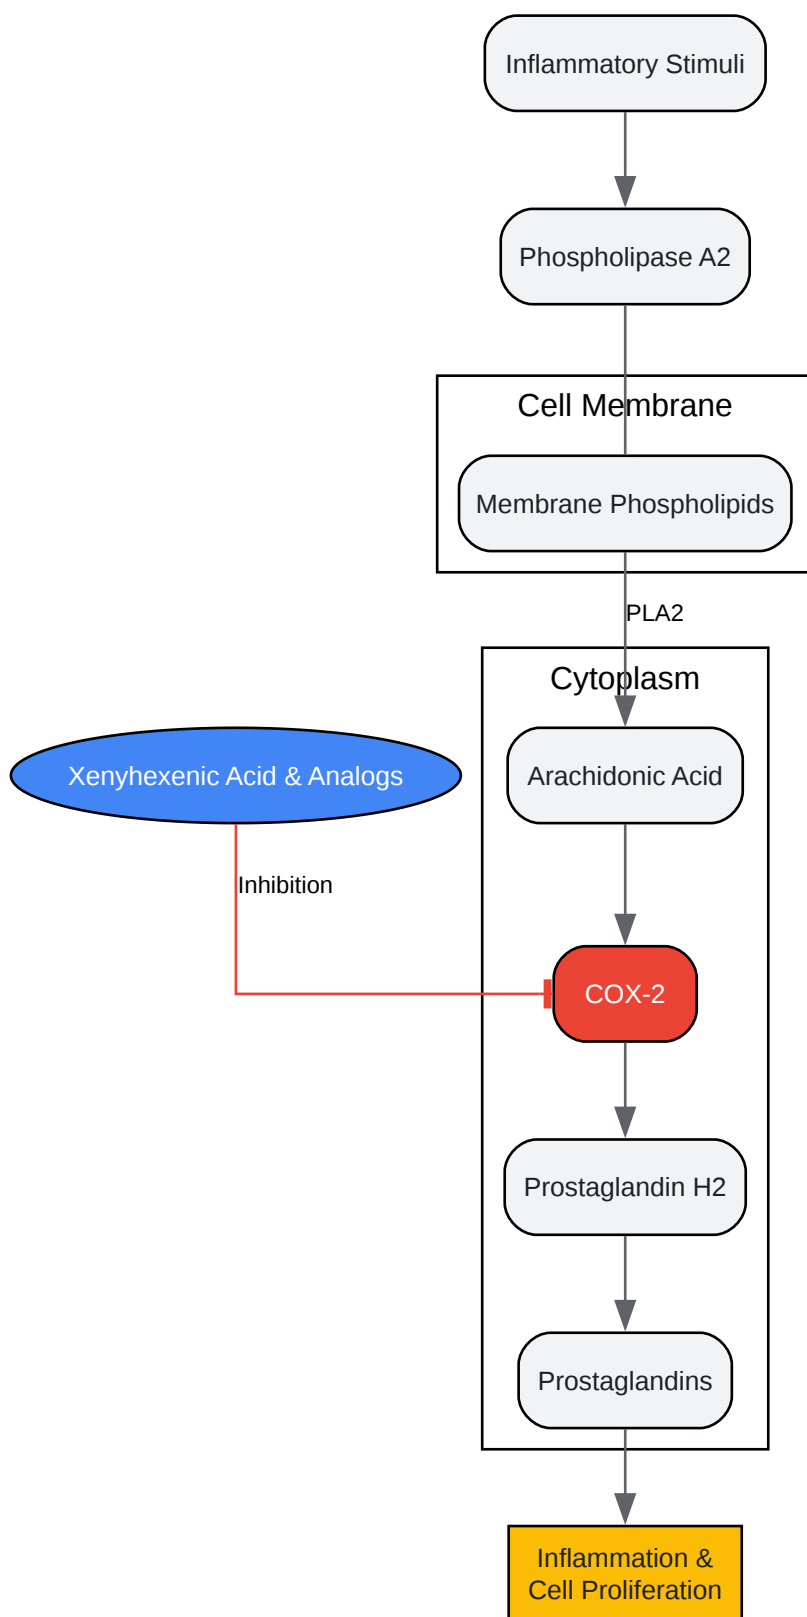 Inflammatory Stimuli
Phospholipase A2
Cell Membrane
Membrane Phospholipids
PLA2
Cytoplasm
Xenyhexenic Acid & Analogs
Arachidonic Acid
Inhibition
COX-2
Prostaglandin H2
Prostaglandins
Inflammation &
Cell Proliferation